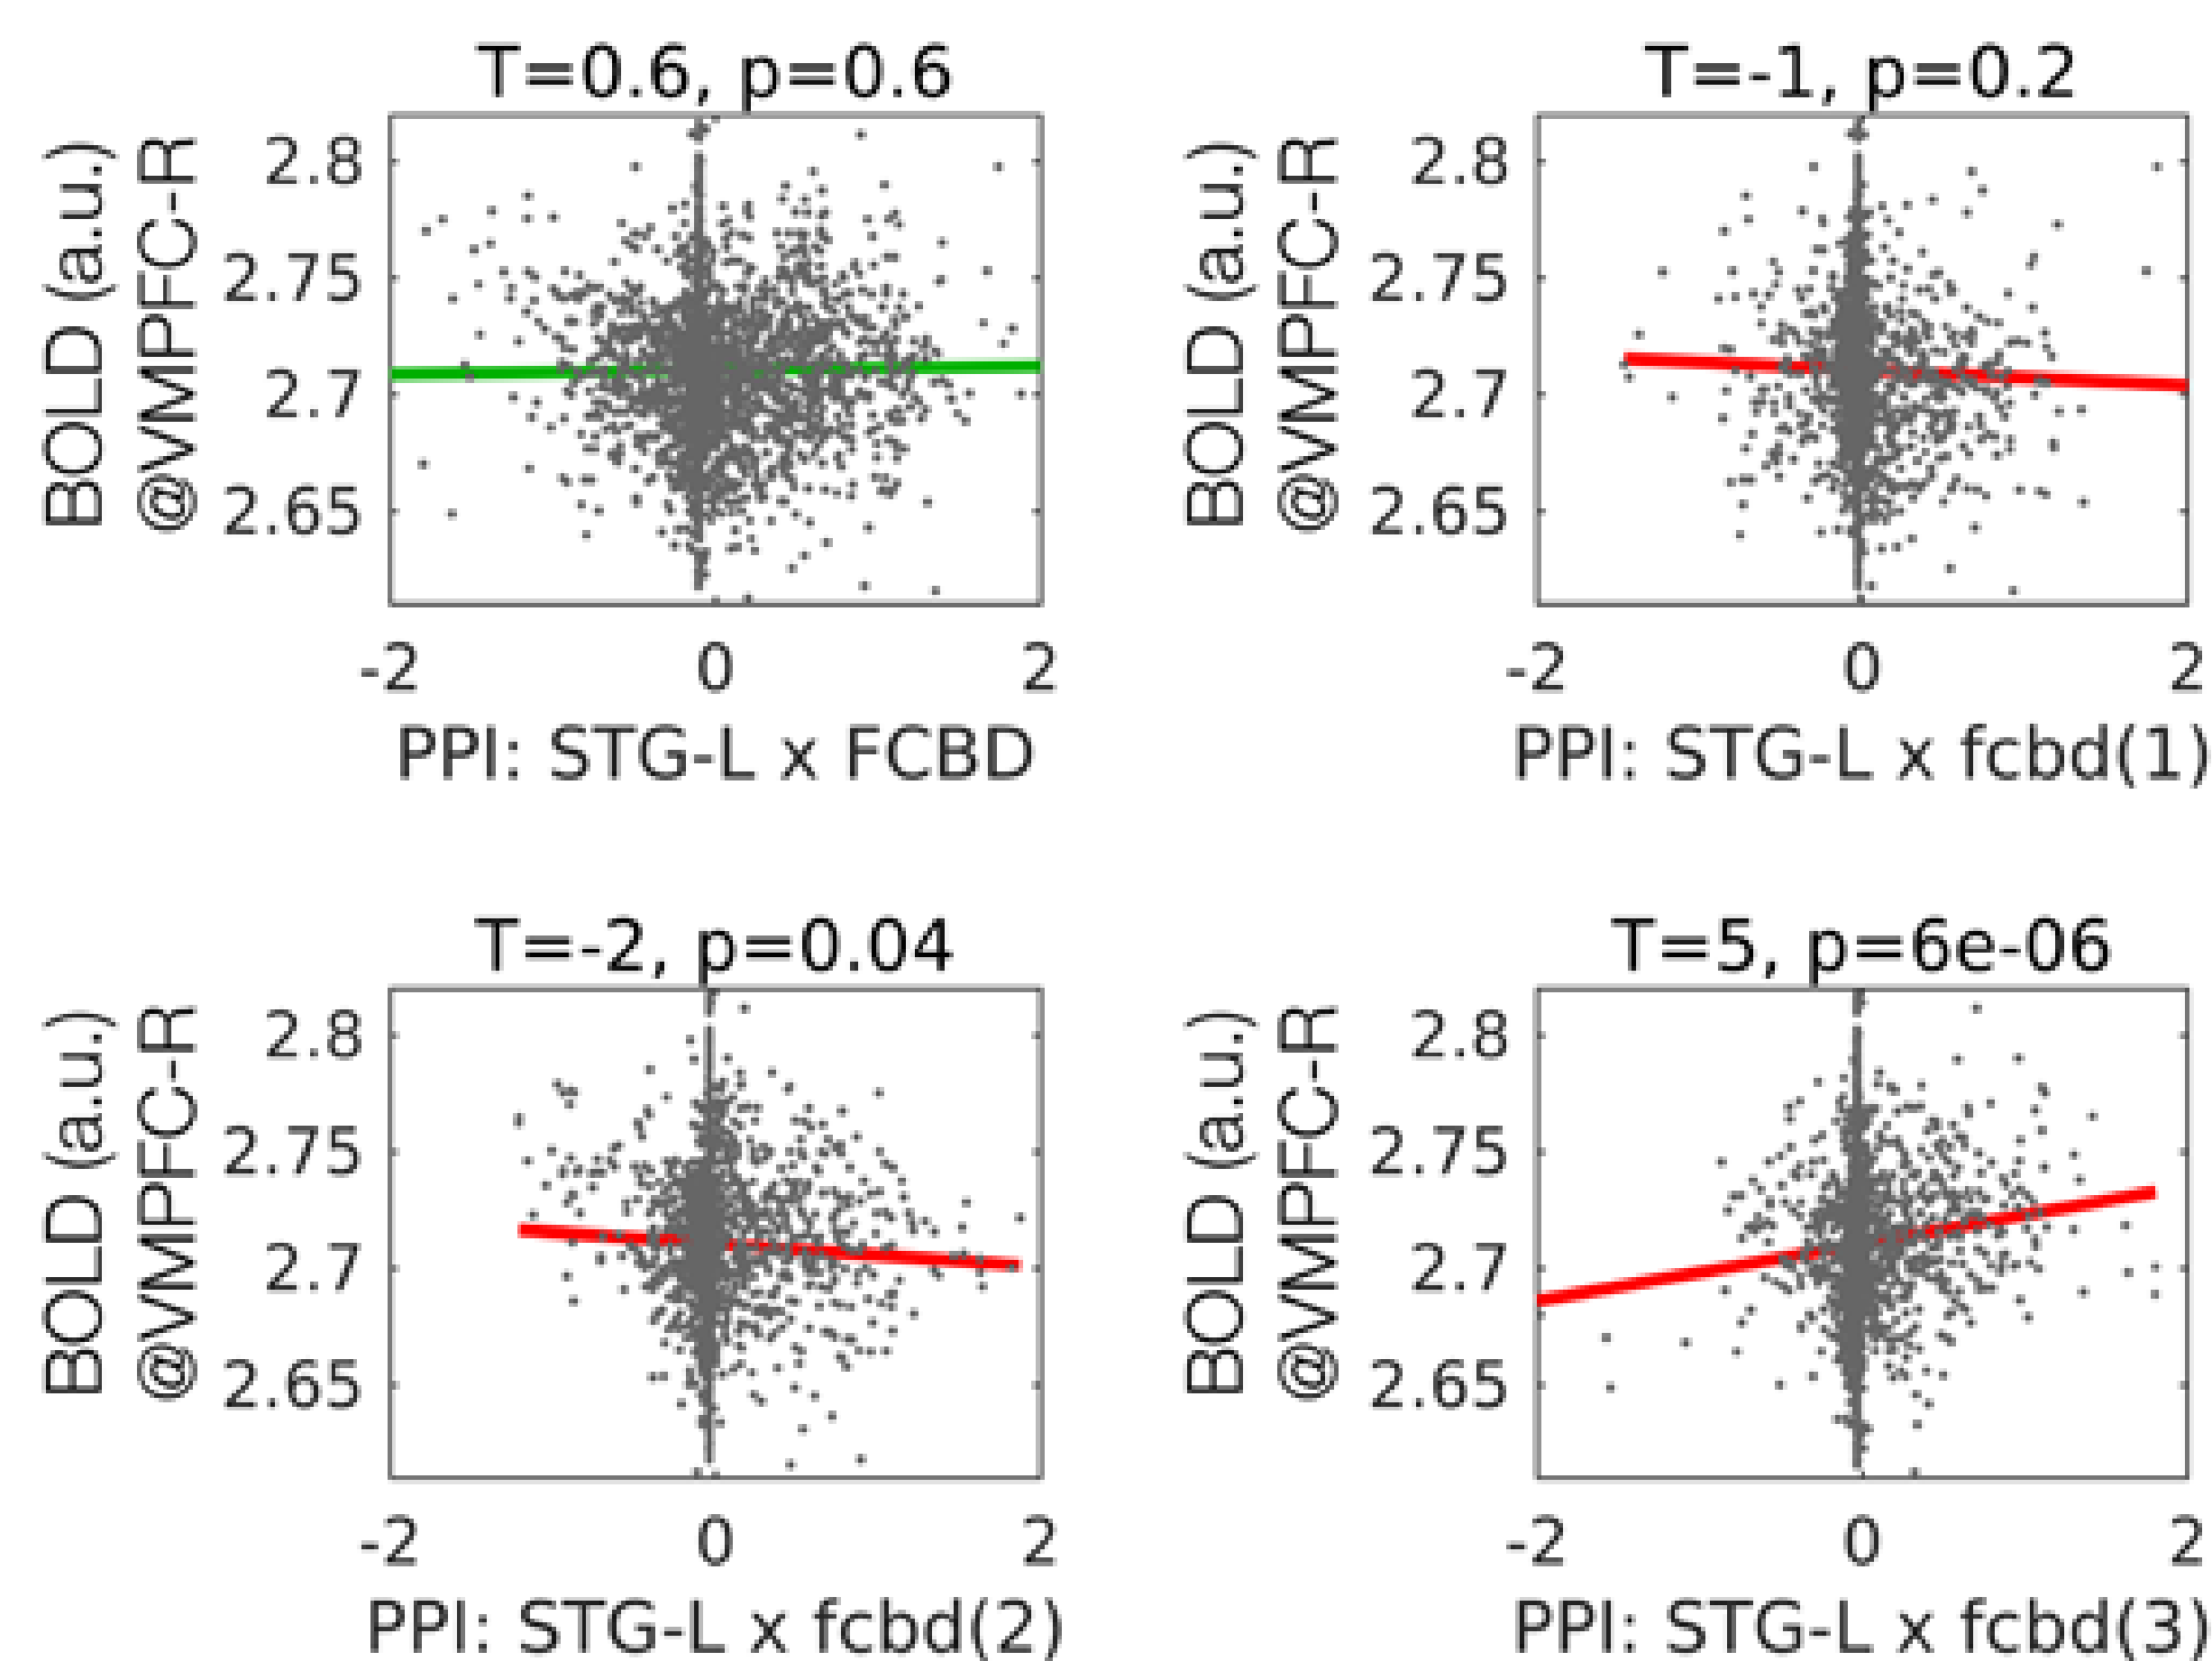 T=0.6, p=0.6
BOLD (a.u.)
@VMPFC-R
2.8
2.75
2.7
2.65
-2 0 2
PPI: STG-L x FCBD
T=-1, p=0.2
BOLD (a.u.)
@VMPFC-R
2.8
2.75
2.7
2.65
-2 0 2
PPI: STG-L x fcbd(1)
T=-2, p=0.04
BOLD (a.u.)
@VMPFC-R
2.8
2.75
2.7
2.65
-2 0 2
PPI: STG-L x fcbd(2)
T=5, p=6e-06
BOLD (a.u.)
@VMPFC-R
2.8
2.75
2.7
2.65
-2 0 2
PPI: STG-L x fcbd(3)